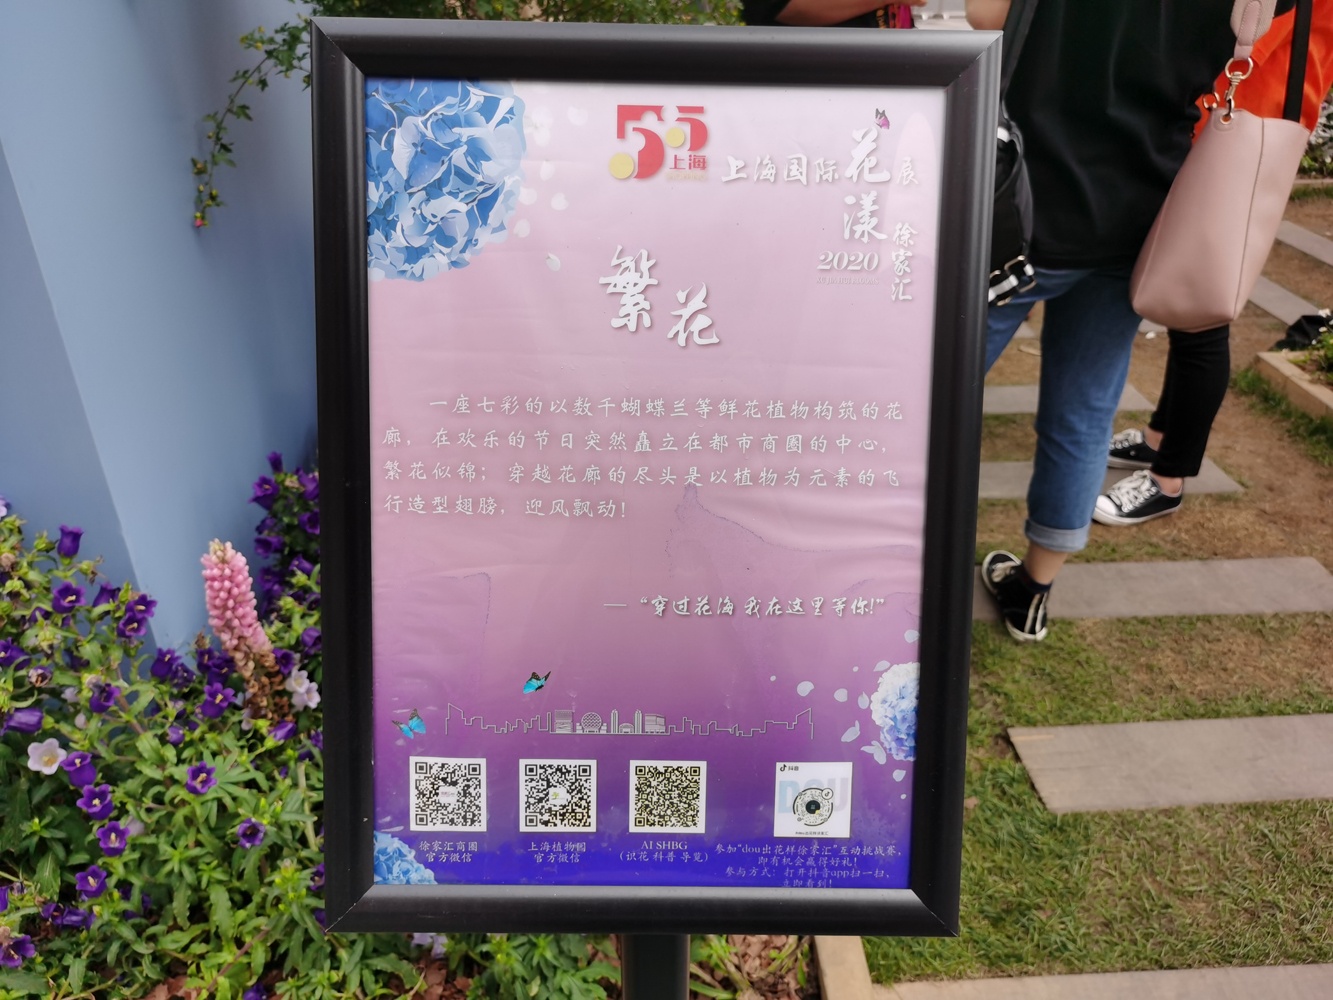 55
上海
上海国际花展
漾
徐家汇
2020
繁花
一座七彩的以数千蝴蝶兰等鲜花植物构筑的花
廊，在欢乐的节日突然矗立在都市商圈的中心，
繁花似锦；穿越花廊的尽头是以植物为元素的飞
行造型翅膀，迎风飘动！
— “穿过花海 我在这里等你!”
徐家汇商圈
官方微信
上海植物园
官方微信
AI SHBG
（识花 科普 导览）
抖音
DOU
参加“dou出花样徐家汇”互动挑战赛，
即有机会赢得好礼！
参与方式：打开抖音app扫一扫，
立即看到！